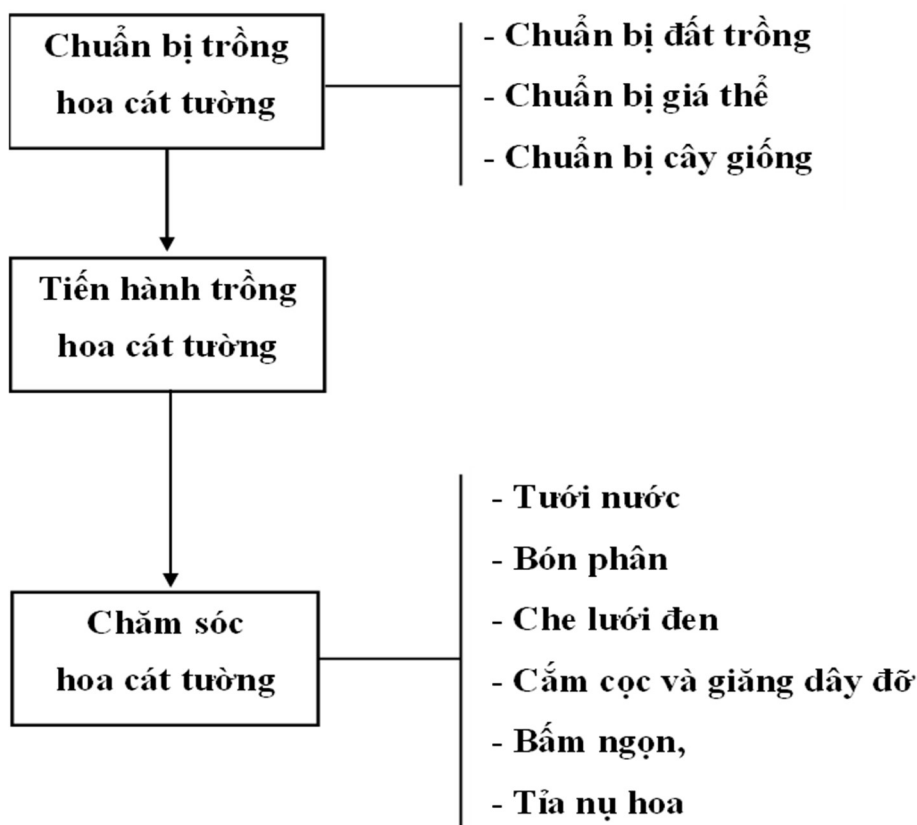 Chuẩn bị trồng
hoa cát tường
- Chuẩn bị đất trồng
- Chuẩn bị giá thể
- Chuẩn bị cây giống
Tiến hành trồng
hoa cát tường
Chăm sóc
hoa cát tường
- Tưới nước
- Bón phân
- Che lưới đen
- Cắm cọc và giăng dây đỡ
- Bấm ngọn,
- Tỉa nụ hoa